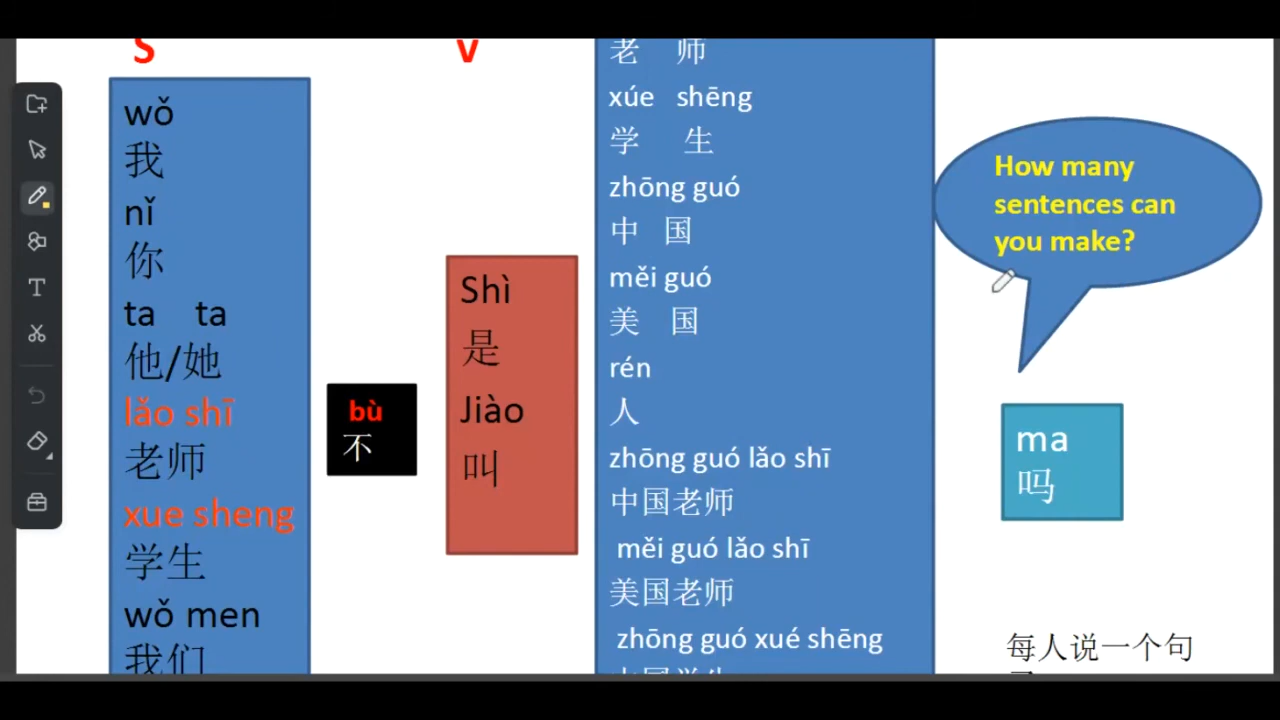 S
V
wǒ
我
nǐ
你
ta ta
他/她
lǎo shī
老师
xue sheng
学生
wǒ men
我们
bù
不
Shì
是
Jiào
叫
老 师
xúe shēng
学 生
zhōng guó
中 国
měi guó
美 国
rén
人
zhōng guó lǎo shī
中国老师
měi guó lǎo shī
美国老师
zhōng guó xué shēng
中国学生
How many
sentences can
you make?
ma
吗
每人说一个句
T